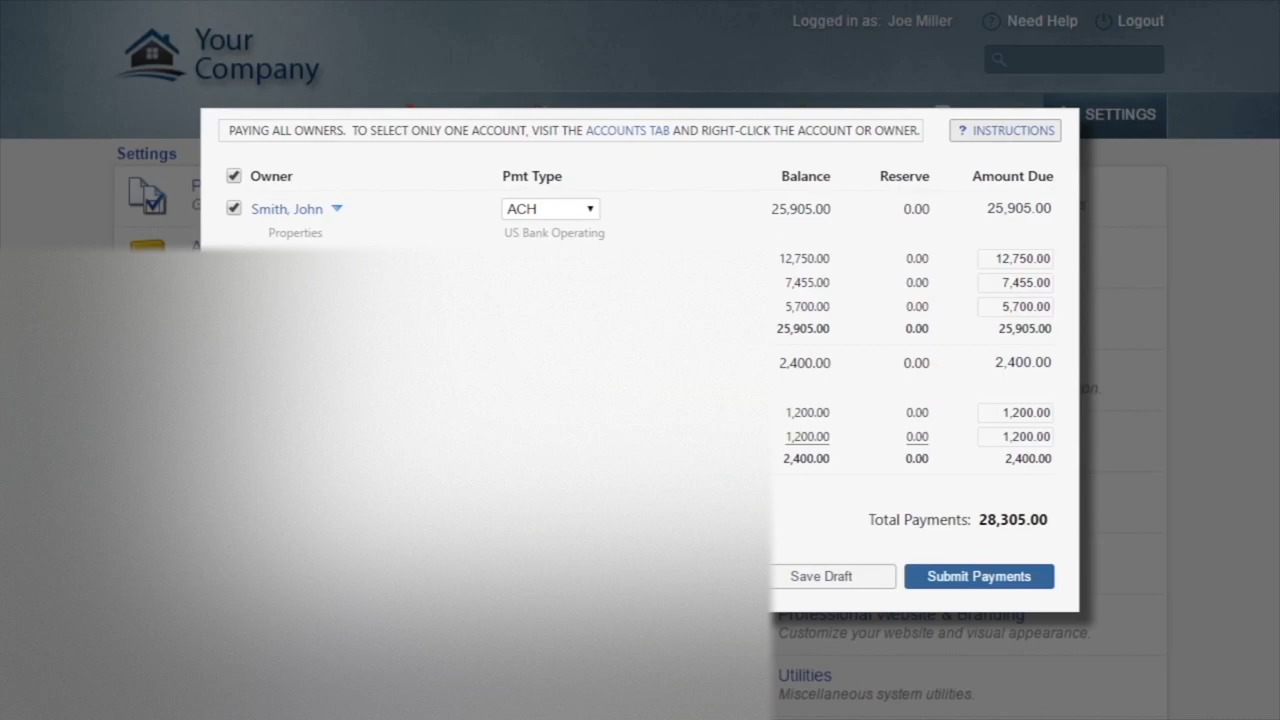 Logged in as: Joe Miller Need Help Logout
Your
Company
SETTINGS
Settings
PAYING ALL OWNERS. TO SELECT ONLY ONE ACCOUNT, VISIT THE ACCOUNTS TAB AND RIGHT-CLICK THE ACCOUNT OR OWNER. ? INSTRUCTIONS
Owner Pmt Type Balance Reserve Amount Due
Smith, John ACH 25,905.00 0.00 25,905.00
Properties US Bank Operating
12,750.00 0.00 12,750.00
7,455.00 0.00 7,455.00
5,700.00 0.00 5,700.00
25,905.00 0.00 25,905.00
2,400.00 0.00 2,400.00
1,200.00 0.00 1,200.00
1,200.00 0.00 1,200.00
2,400.00 0.00 2,400.00
Total Payments: 28,305.00
Save Draft Submit Payments
Professional Website & Branding
Customize your website and visual appearance.
Utilities
Miscellaneous system utilities.